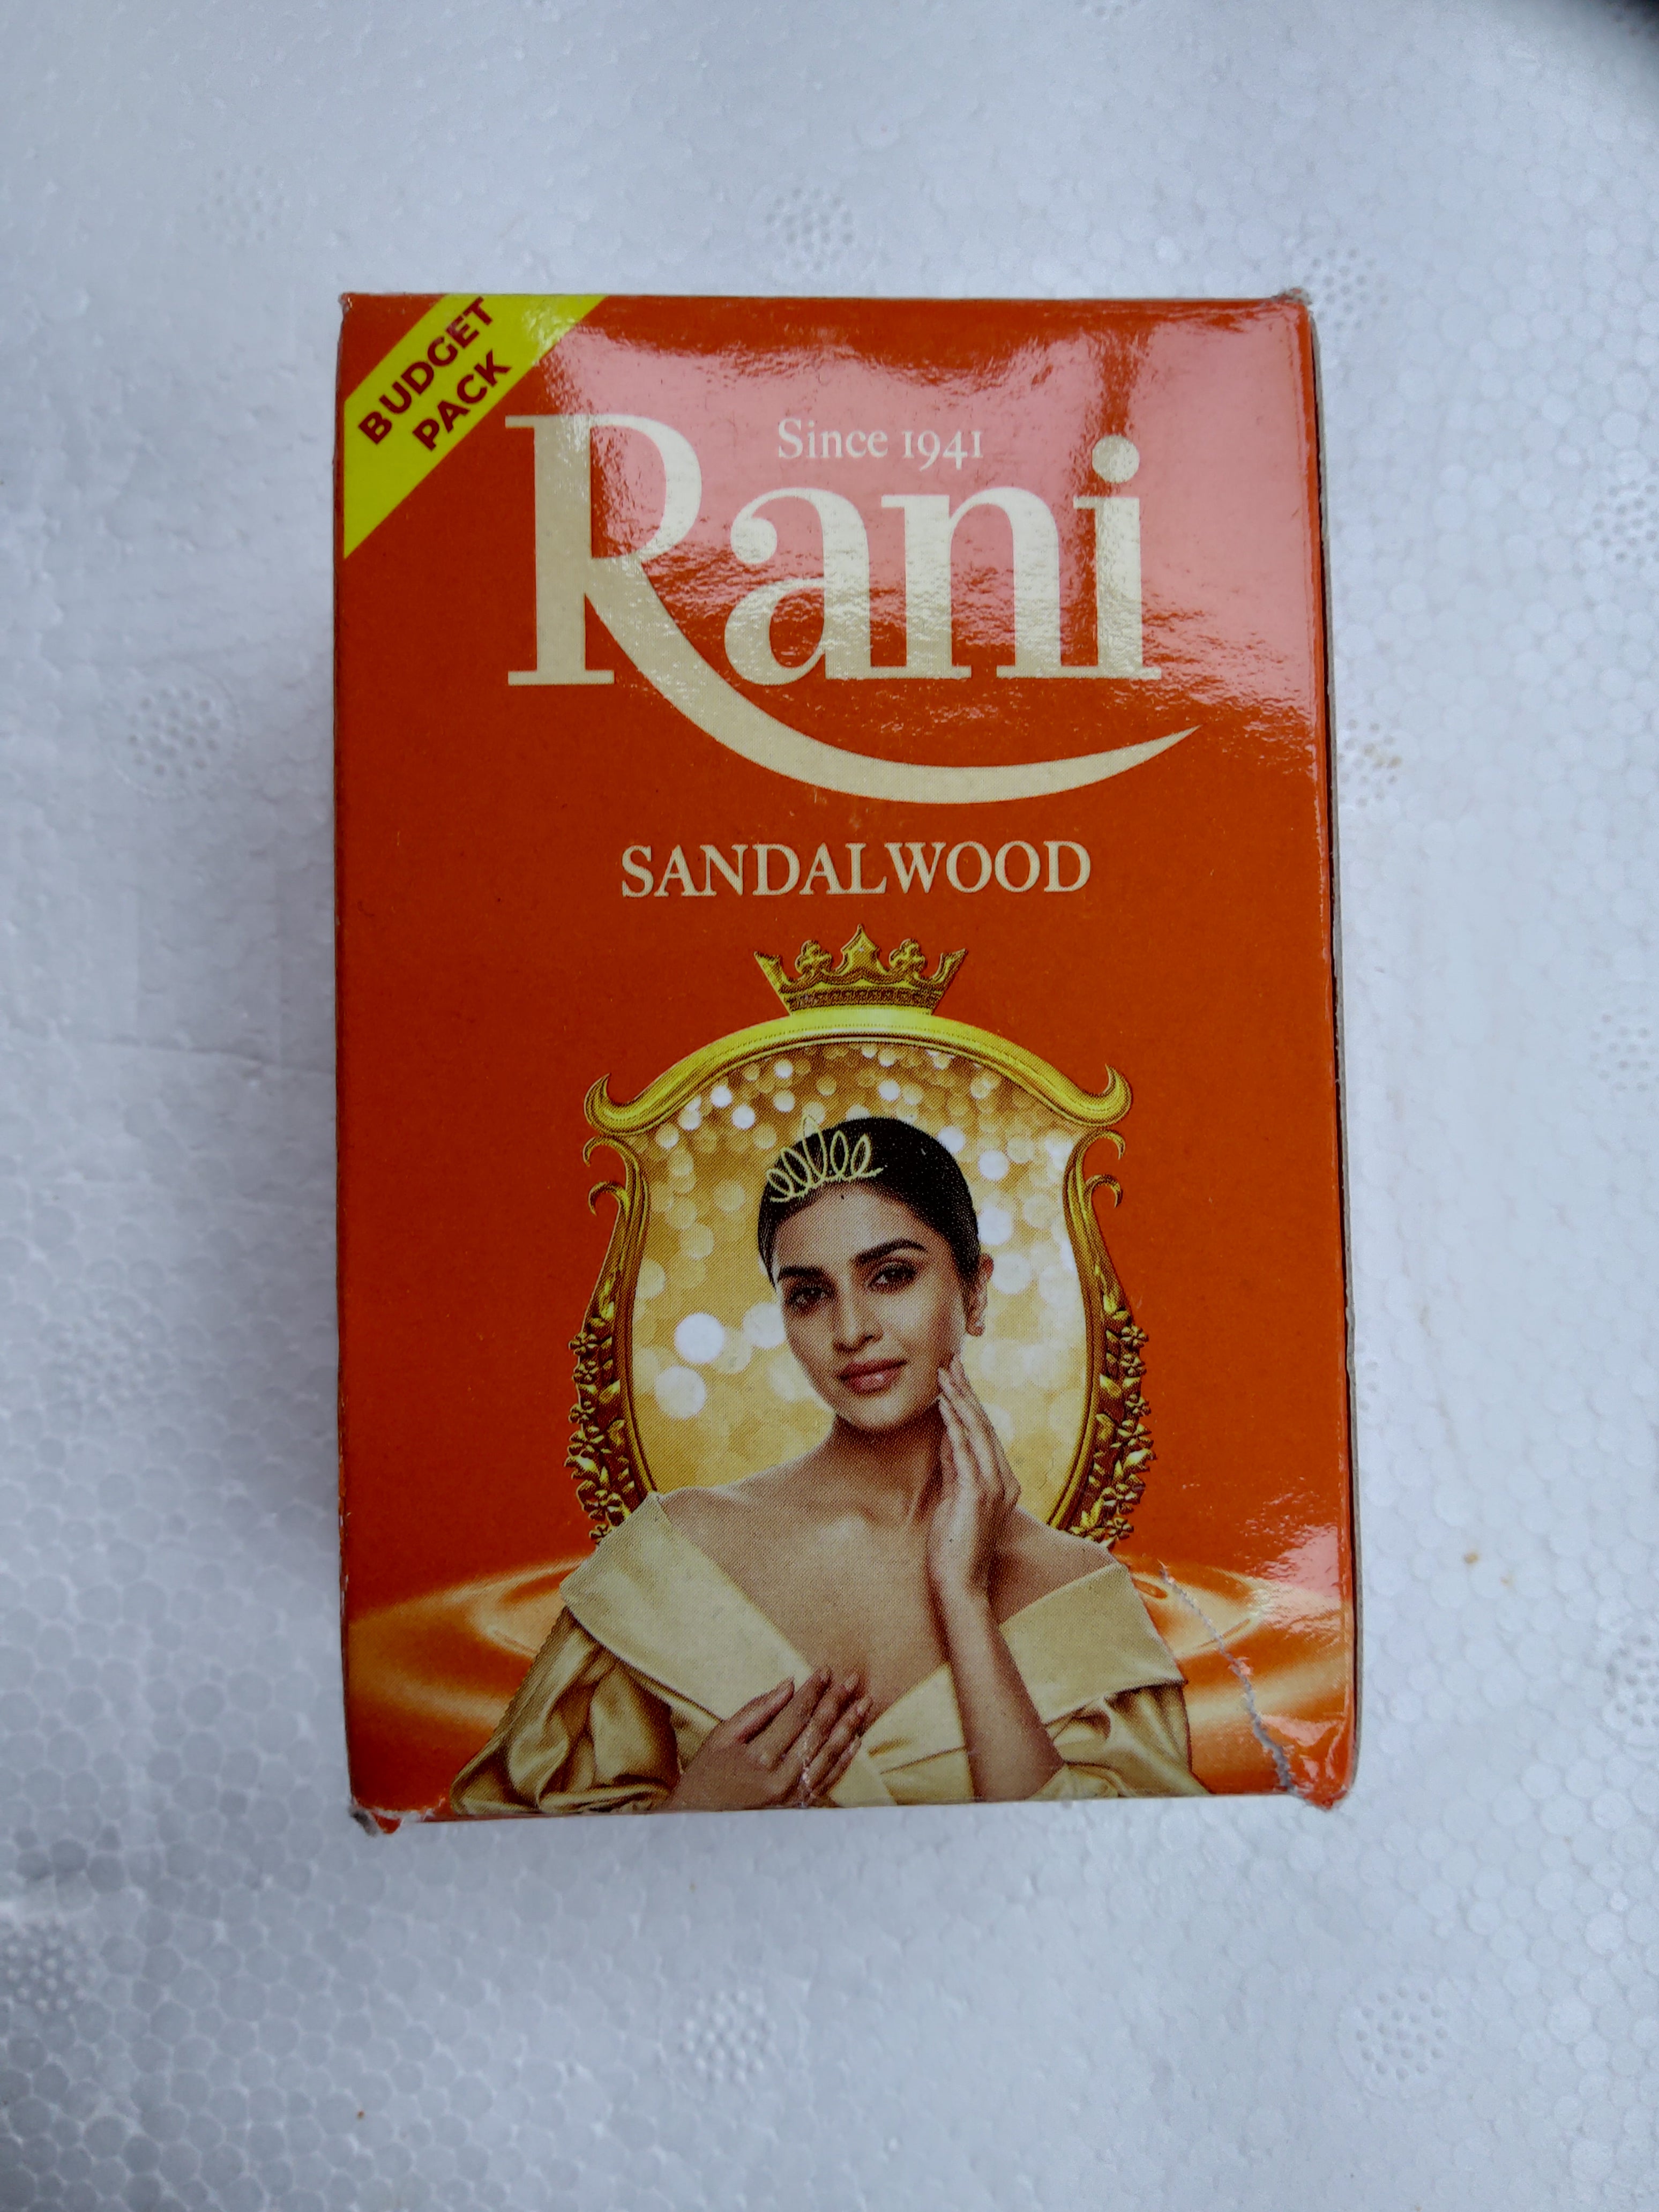 BUDGET
PACK
Since 1941
Rani
SANDALWOOD